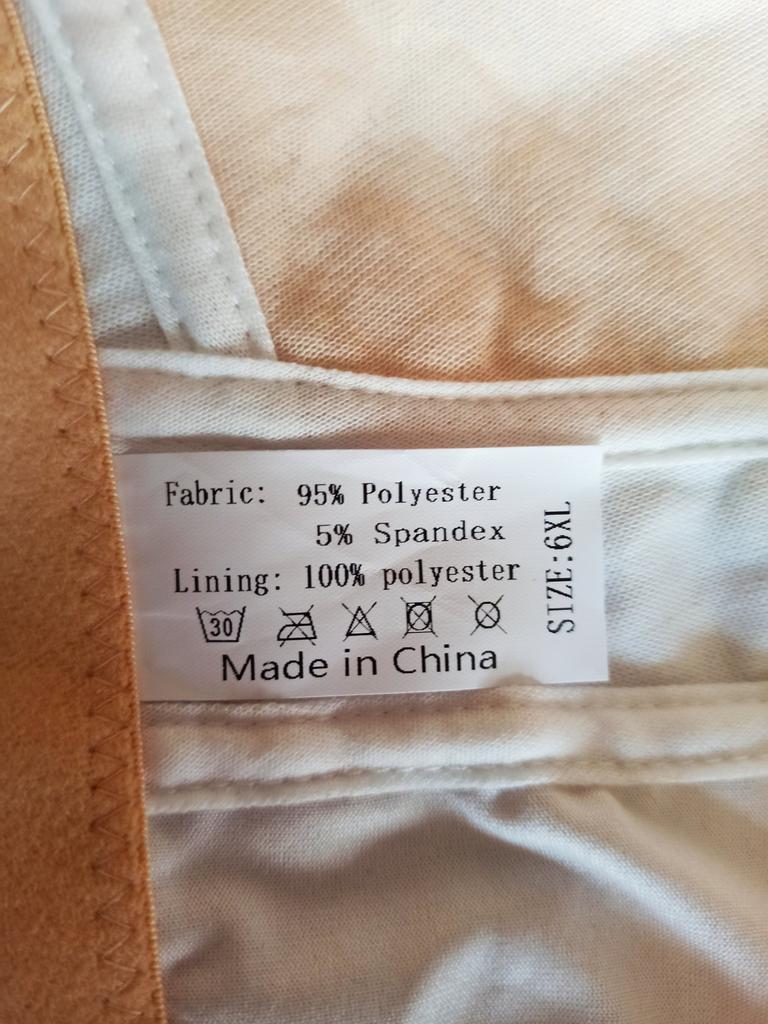 Fabric: 95% Polyester
5% Spandex
Lining: 100% polyester
30
Made in China
SIZE:6XL